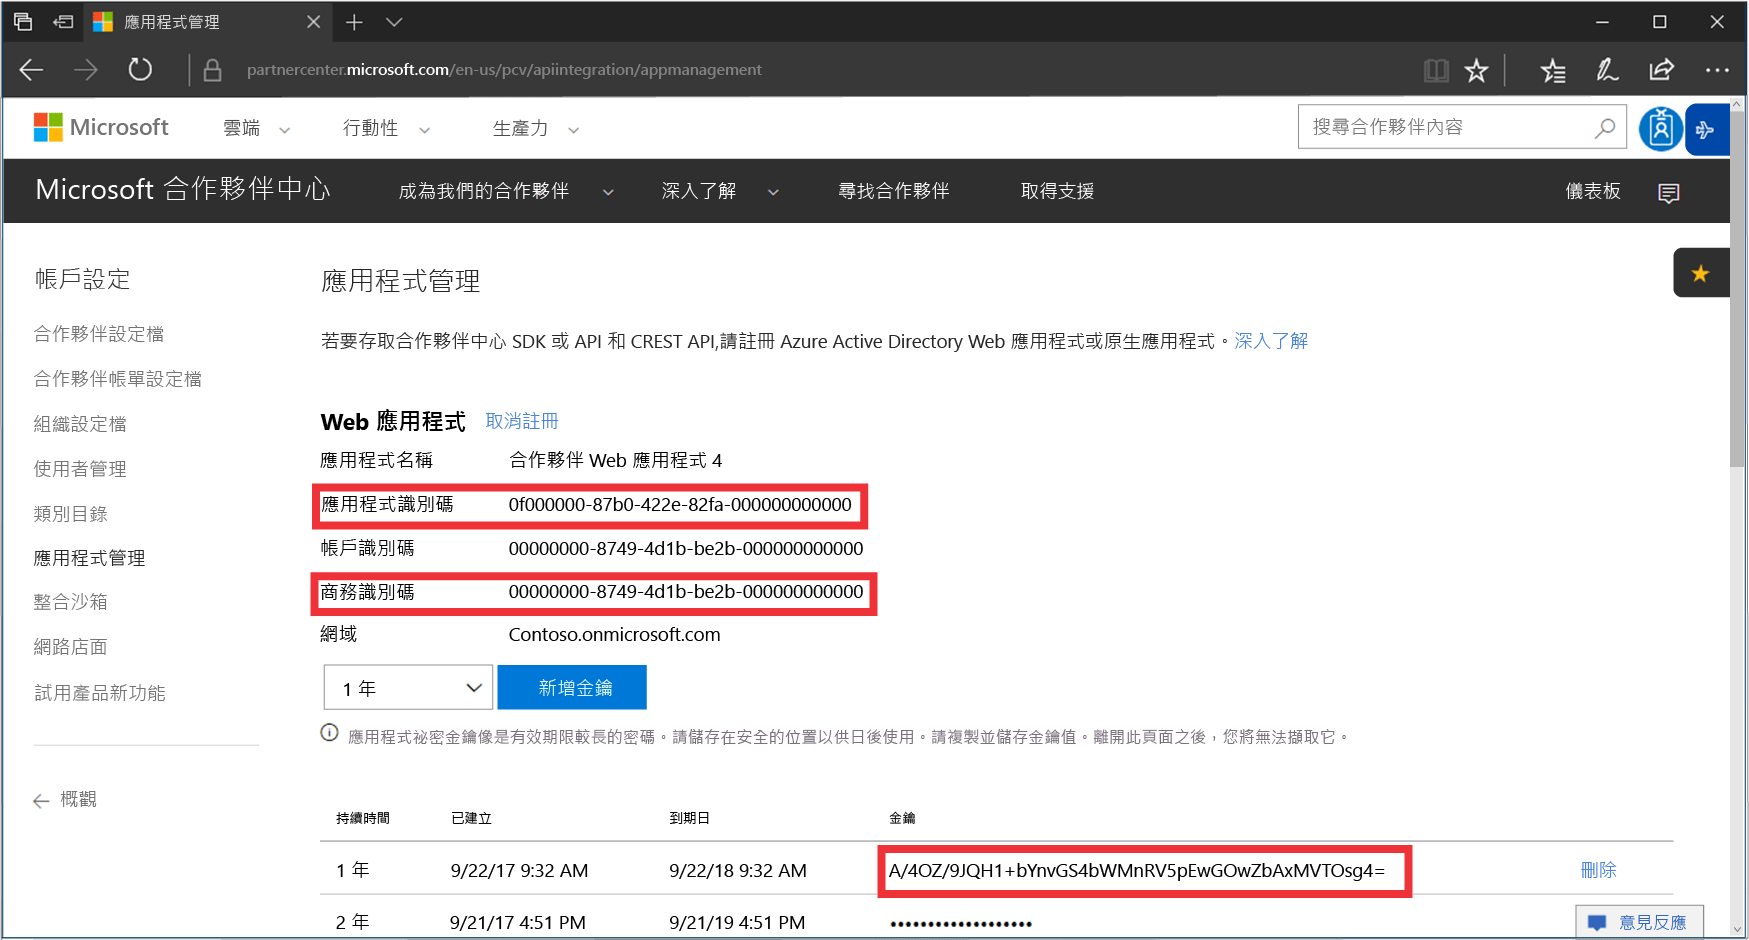 應用程式管理
partnercenter.microsoft.com/en-us/pcv/apiintegration/appmanagement
Microsoft 雲端 行動性 生產力 搜尋合作夥伴內容
Microsoft 合作夥伴中心 成為我們的合作夥伴 深入了解 尋找合作夥伴 取得支援 儀表板
帳戶設定
合作夥伴設定檔
合作夥伴帳單設定檔
組織設定檔
使用者管理
類別目錄
應用程式管理
整合沙箱
網路店面
試用產品新功能
概觀
應用程式管理
若要存取合作夥伴中心 SDK 或 API 和 CREST API,請註冊 Azure Active Directory Web 應用程式或原生應用程式。深入了解
Web 應用程式 取消註冊
應用程式名稱 合作夥伴 Web 應用程式 4
應用程式識別碼 0f000000-87b0-422e-82fa-000000000000
帳戶識別碼 00000000-8749-4d1b-be2b-000000000000
商務識別碼 00000000-8749-4d1b-be2b-000000000000
網域 Contoso.onmicrosoft.com
1 年 新增金鑰
應用程式祕密金鑰像是有效期限較長的密碼。請儲存在安全的位置以供日後使用。請複製並儲存金鑰值。離開此頁面之後，您將無法擷取它。
持續時間 已建立 到期日 金鑰
1 年 9/22/17 9:32 AM 9/22/18 9:32 AM A/4OZ/9JQH1+bYnvGS4bWMnRV5pEwGOwZbAxMVTOsg4= 刪除
2 年 9/21/17 4:51 PM 9/21/19 4:51 PM •••••••••••••••••••
意見反應